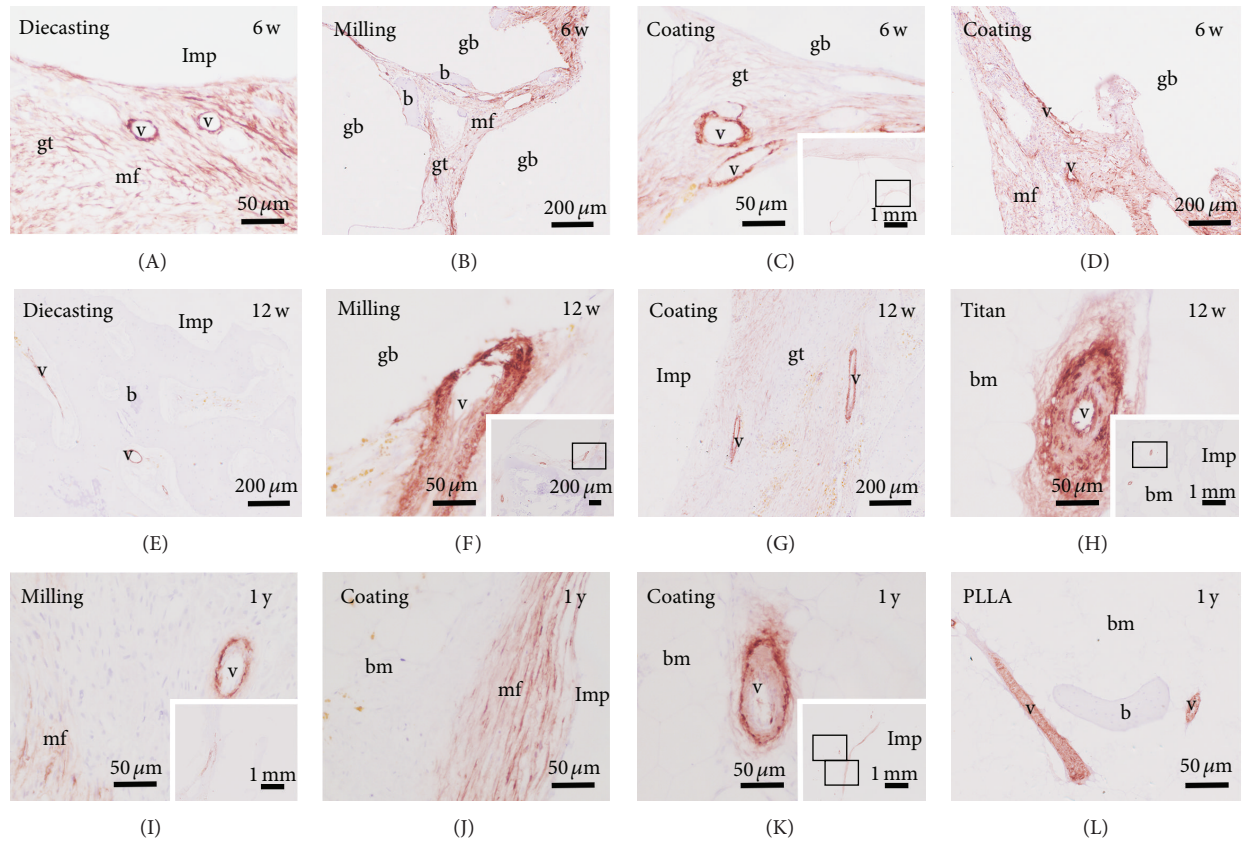 Diecasting 6 w
Imp
v v
gt
mf
50 μm
(A)
Milling 6 w
gb
b
b
gb mf
gt gb
200 μm
(B)
Coating 6 w
gb
gt
v
v
50 μm
1 mm
(C)
Coating 6 w
gb
v
v
mf
200 μm
(D)
Diecasting 12 w
Imp
v
b
v
200 μm
(E)
Milling 12 w
gb
v
50 μm
200 μm
(F)
Coating 12 w
gt
Imp v
v
200 μm
(G)
Titan 12 w
bm
v
Imp
50 μm
bm 1 mm
(H)
Milling 1 y
v
mf
50 μm
1 mm
(I)
Coating 1 y
bm
mf Imp
50 μm
(J)
Coating 1 y
bm
v
Imp
50 μm
1 mm
(K)
PLLA 1 y
bm
v b v
50 μm
(L)